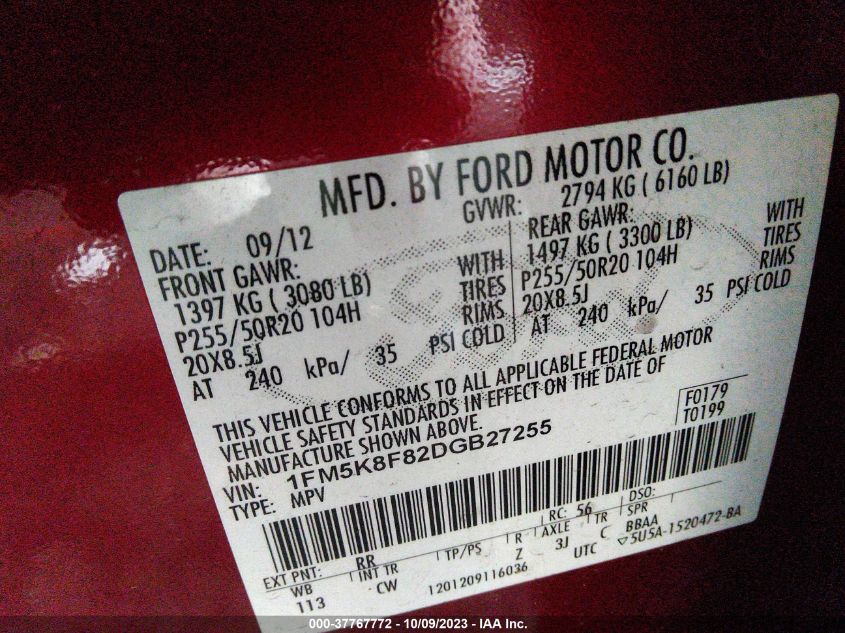 MFD. BY FORD MOTOR CO.
DATE: 09/12 GVWR: 2794 KG ( 6160 LB)
FRONT GAWR: REAR GAWR:
1397 KG ( 3080 LB) WITH 1497 KG ( 3300 LB) WITH
P255/50R20 104H TIRES P255/50R20 104H TIRES
20X8.5J RIMS 20X8.5J RIMS
AT 240 kPa/ 35 PSI COLD AT 240 kPa/ 35 PSI COLD
THIS VEHICLE CONFORMS TO ALL APPLICABLE FEDERAL MOTOR
VEHICLE SAFETY STANDARDS IN EFFECT ON THE DATE OF
MANUFACTURE SHOWN ABOVE.
F0179
T0199
VIN: 1FM5K8F82DGB27255
TYPE: MPV
EXT PNT: RR RC: 56 DSO:
WB INT TR TP/PS R AXLE TR SPR
113 CW Z 3J C BBAA
1201209116036 UTC ▽5U5A-1520472-BA
000-37767772 - 10/09/2023 - IAA Inc.